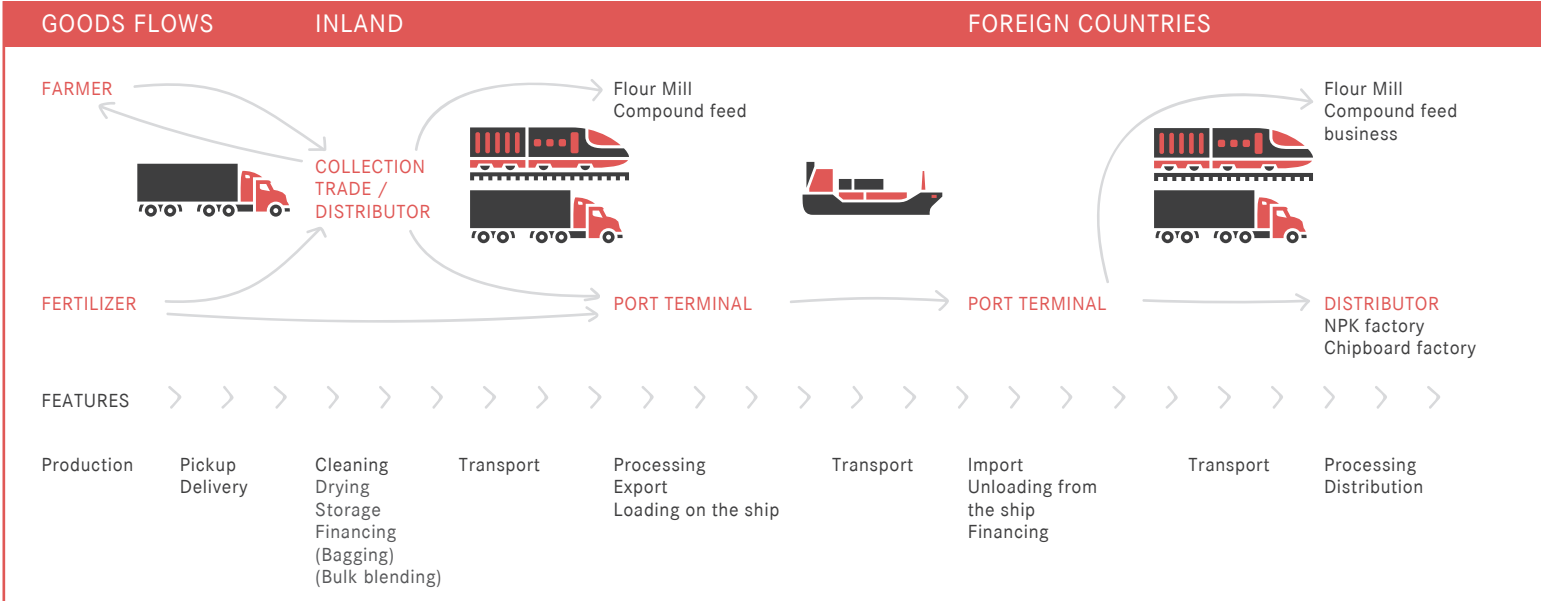 GOODS FLOWS
INLAND
FOREIGN COUNTRIES
FARMER
Flour Mill
Compound feed
Flour Mill
Compound feed
business
COLLECTION
TRADE /
DISTRIBUTOR
FERTILIZER
PORT TERMINAL
PORT TERMINAL
DISTRIBUTOR
NPK factory
Chipboard factory
FEATURES
Production
Pickup
Delivery
Cleaning
Drying
Storage
Financing
(Bagging)
(Bulk blending)
Transport
Processing
Export
Loading on the ship
Transport
Import
Unloading from
the ship
Financing
Transport
Processing
Distribution